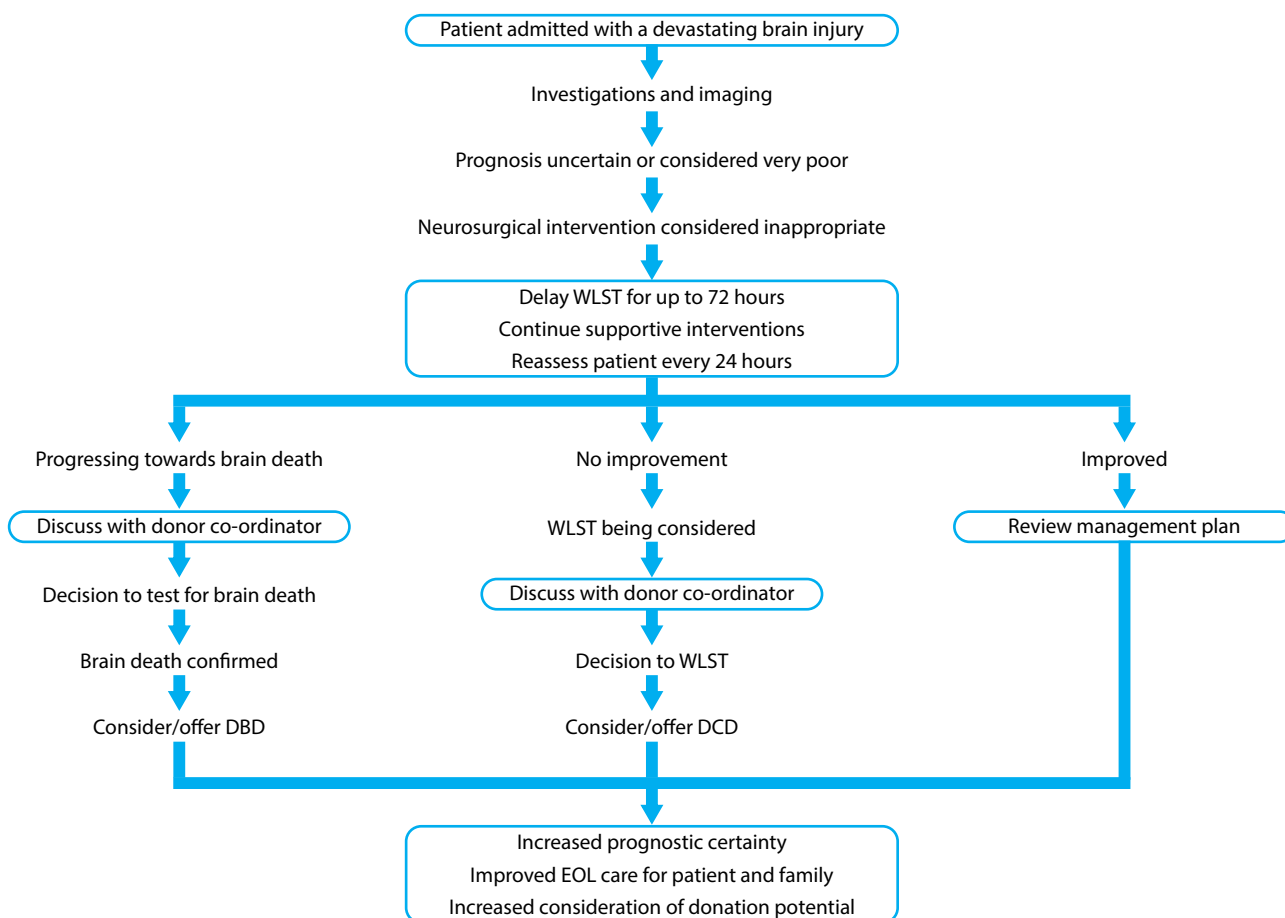 Patient admitted with a devastating brain injury
Investigations and imaging
Prognosis uncertain or considered very poor
Neurosurgical intervention considered inappropriate
Delay WLST for up to 72 hours
Continue supportive interventions
Reassess patient every 24 hours
Progressing towards brain death
Discuss with donor co-ordinator
Decision to test for brain death
Brain death confirmed
Consider/offer DBD
No improvement
WLST being considered
Discuss with donor co-ordinator
Decision to WLST
Consider/offer DCD
Improved
Review management plan
Increased prognostic certainty
Improved EOL care for patient and family
Increased consideration of donation potential